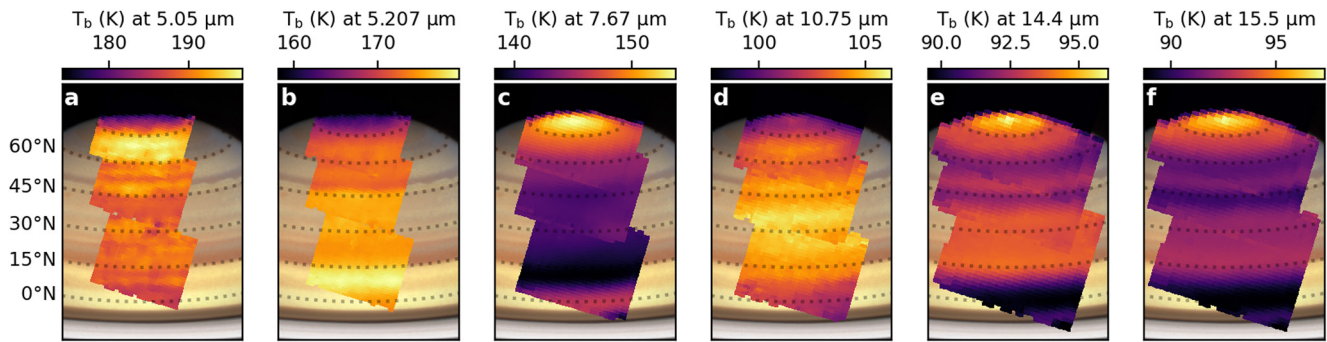 T_b (K) at 5.05 μm T_b (K) at 5.207 μm T_b (K) at 7.67 μm T_b (K) at 10.75 μm T_b (K) at 14.4 μm T_b (K) at 15.5 μm
180 190 160 170 140 150 100 105 90.0 92.5 95.0 90 95
a b c d e f
60°N
45°N
30°N
15°N
0°N